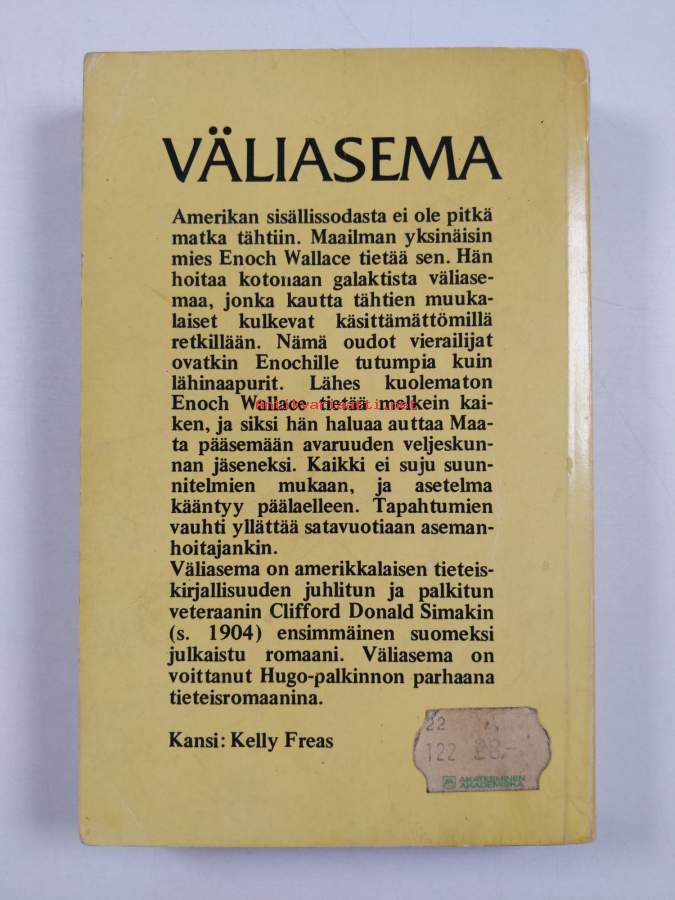 VÄLIASEMA
Amerikan sisällissodasta ei ole pitkä
matka tähtiin. Maailman yksinäisin
mies Enoch Wallace tietää sen. Hän
hoitaa kotonaan galaktista väliase-
maa, jonka kautta tähtien muuka-
laiset kulkevat käsittämättömillä
retkillään. Nämä oudot vierailijat
ovatkin Enochille tutumpia kuin
lähinaapurit. Lähes kuolematon
Enoch Wallace tietää melkein kai-
ken, ja siksi hän haluaa auttaa Maa-
ta pääsemään avaruuden veljeskun-
nan jäseneksi. Kaikki ei suju suun-
nitelmien mukaan, ja asetelma
kääntyy päälaelleen. Tapahtumien
vauhti yllättää satavuotiaan aseman-
hoitajankin.
Väliasema on amerikkalaisen tieteis-
kirjallisuuden juhlitun ja palkitun
veteraanin Clifford Donald Simakin
(s. 1904) ensimmäinen suomeksi
julkaistu romaani. Väliasema on
voittanut Hugo-palkinnon parhaana
tieteisromaanina.
Kansi: Kelly Freas
22
122 28.-
AKATEEMINEN
AKADEMISKA